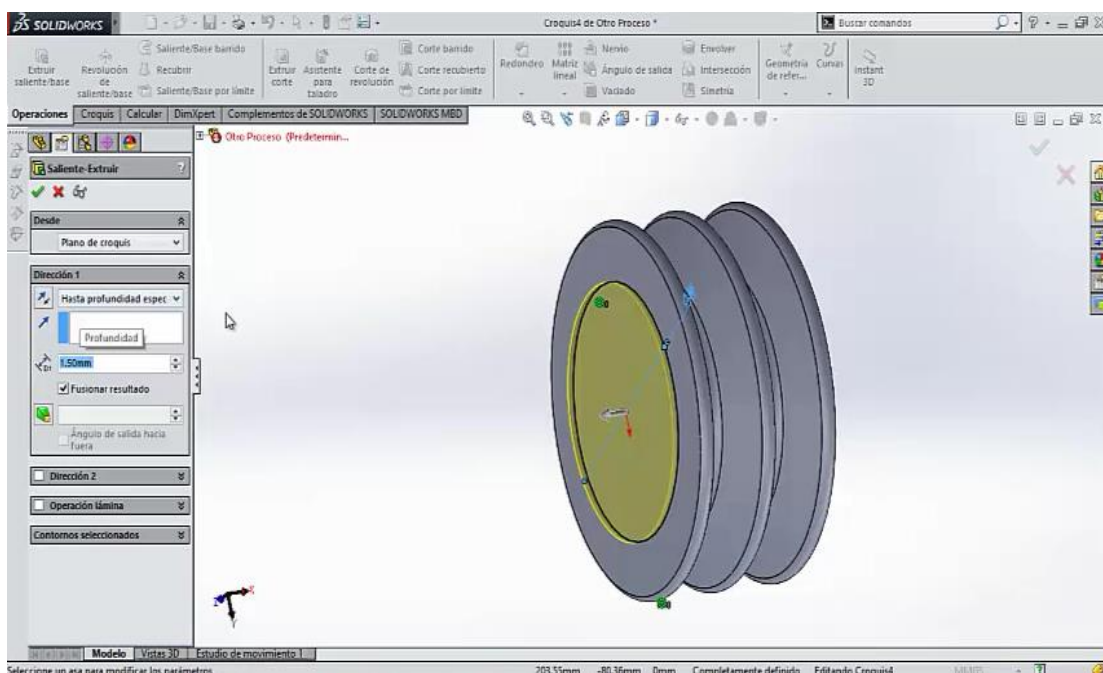 SOLIDWORKS
Croquis4 de Otro Proceso *
Buscar comandos
Extruir saliente/base
Revolución de saliente/base
Saliente/Base barrido
Recubrir
Saliente/Base por límite
Extruir corte
Asistente para taladro
Corte de revolución
Corte barrido
Corte recubierto
Corte por límite
Redondeo
Matriz lineal
Nervio
Ángulo de salida
Vaciado
Envolver
Intersección
Simetría
Geometría de refer...
Curvas
Instant 3D
Operaciones Croquis Calcular DimXpert Complementos de SOLIDWORKS SOLIDWORKS MBD
Otro Proceso (Predetermin...
Saliente-Extruir
?
Desde
Plano de croquis
Dirección 1
Hasta profundidad espec
Profundidad
D1
1.50mm
Fusionar resultado
Ángulo de salida hacia
fuera
Dirección 2
Operación lámina
Contornos seleccionados
X
Y
Z
Modelo Vistas 3D Estudio de movimiento 1
Seleccione un asa para modificar los parámetros
203.55mm -80.36mm 0mm Completamente definido Editando Croquis4